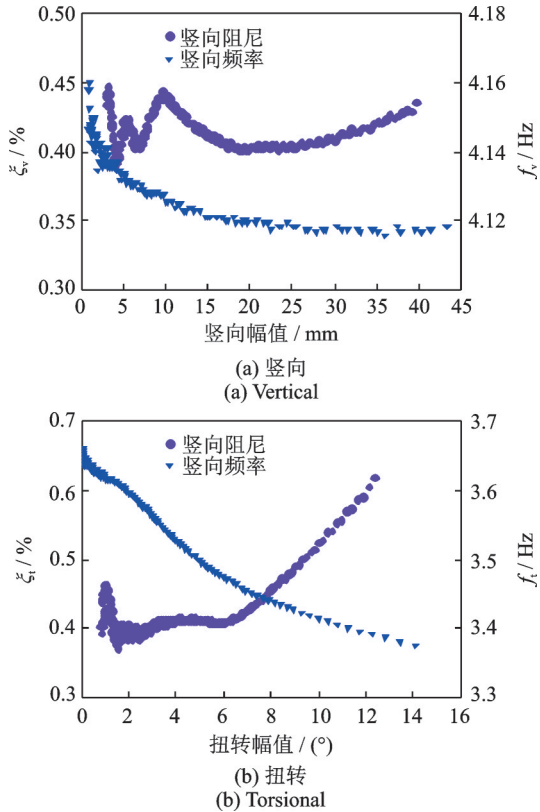 0.50
0.45
0.40
0.35
0.30
ξv / %
竖向阻尼
竖向频率
4.18
4.16
4.14
4.12
fv / Hz
0 5 10 15 20 25 30 35 40 45
竖向幅值 / mm
(a) 竖向
(a) Vertical
0.7
0.6
0.5
0.4
0.3
ξt / %
竖向阻尼
竖向频率
3.7
3.6
3.5
3.4
3.3
ft / Hz
0 2 4 6 8 10 12 14 16
扭转幅值 / (°)
(b) 扭转
(b) Torsional